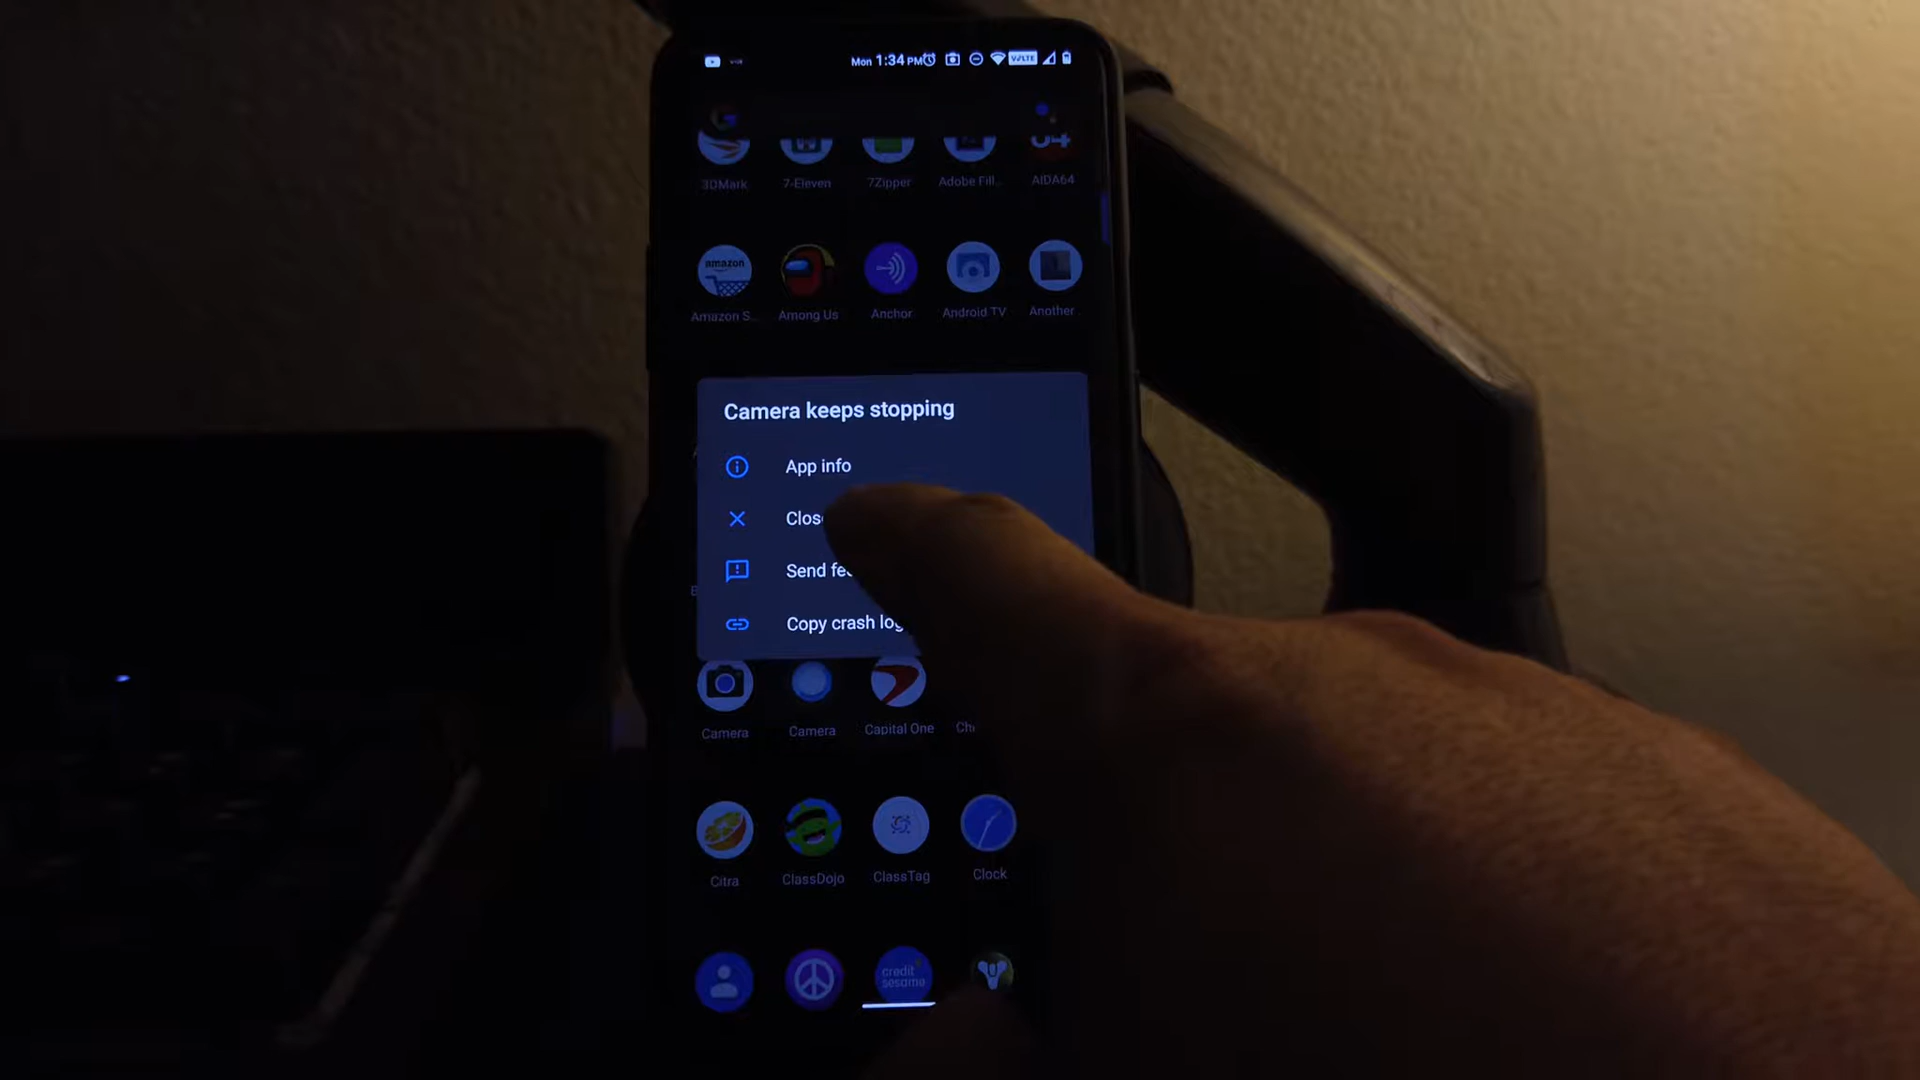 Mon 1:34 PM VoLTE
3DMark 7-Eleven 7Zipper Adobe Fill... AIDA64
amazon
Amazon S... Among Us Anchor Android TV Another
Camera keeps stopping
App info
Clos
Send fe
Copy crash log
Camera Camera Capital One Ch
Citra ClassDojo ClassTag Clock
credit
sesame